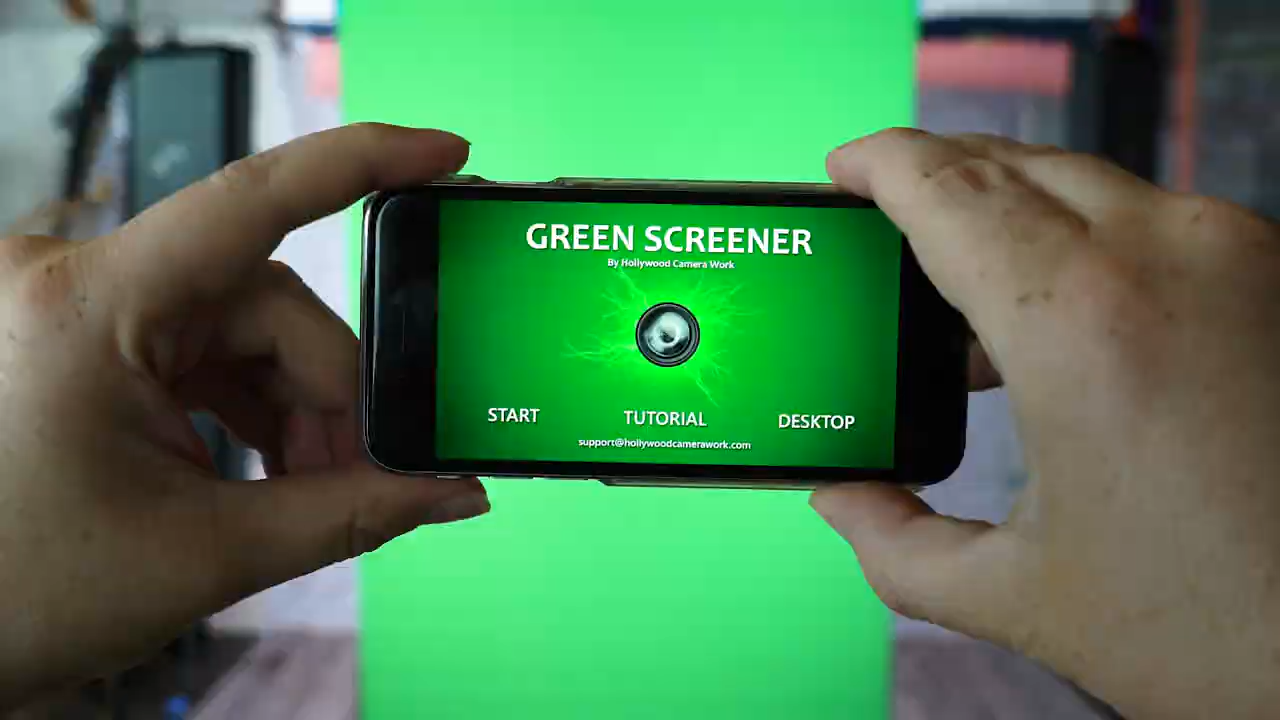 GREEN SCREENER
By Hollywood Camera Work
START
TUTORIAL
DESKTOP
support@hollywoodcamerawork.com